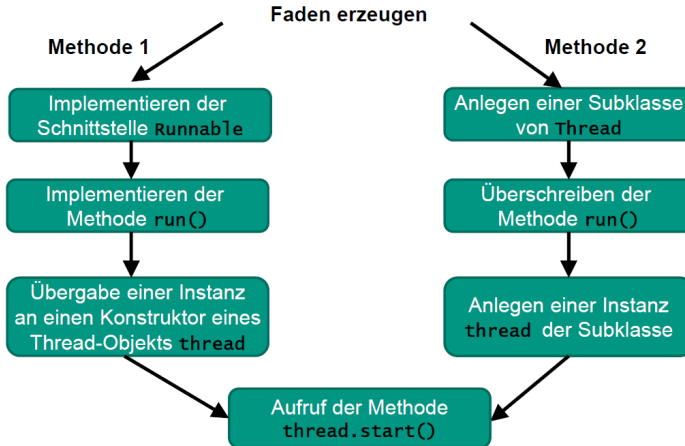 Faden erzeugen
Methode 1
Implementieren der
Schnittstelle Runnable
Implementieren der
Methode run()
Übergabe einer Instanz
an einen Konstruktor eines
Thread-Objekts thread
Methode 2
Anlegen einer Subklasse
von Thread
Überschreiben der
Methode run()
Anlegen einer Instanz
thread der Subklasse
Aufruf der Methode
thread.start()